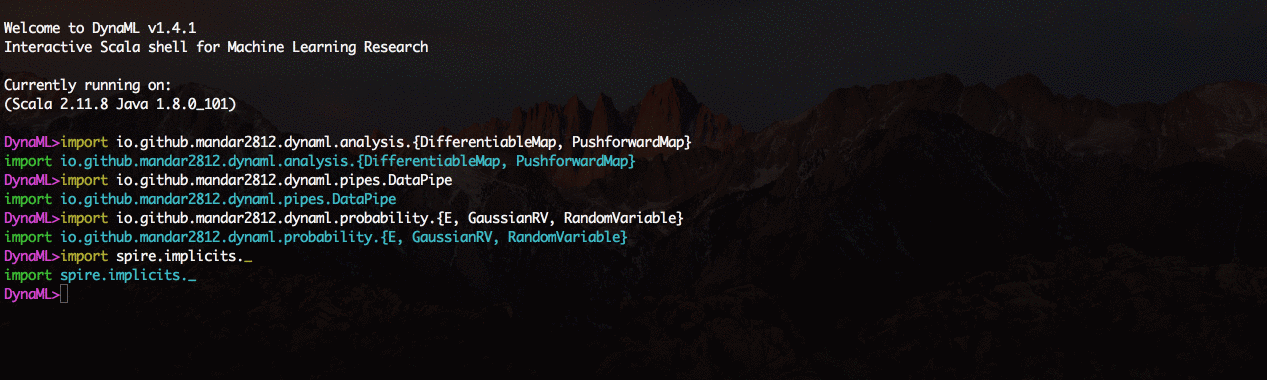 Welcome to DynaML v1.4.1
Interactive Scala shell for Machine Learning Research
Currently running on:
(Scala 2.11.8 Java 1.8.0_101)
DynaML>import io.github.mandar2812.dynaml.analysis.{DifferentiableMap, PushforwardMap}
import io.github.mandar2812.dynaml.analysis.{DifferentiableMap, PushforwardMap}
DynaML>import io.github.mandar2812.dynaml.pipes.DataPipe
import io.github.mandar2812.dynaml.pipes.DataPipe
DynaML>import io.github.mandar2812.dynaml.probability.{E, GaussianRV, RandomVariable}
import io.github.mandar2812.dynaml.probability.{E, GaussianRV, RandomVariable}
DynaML>import spire.implicits._
import spire.implicits._
DynaML>